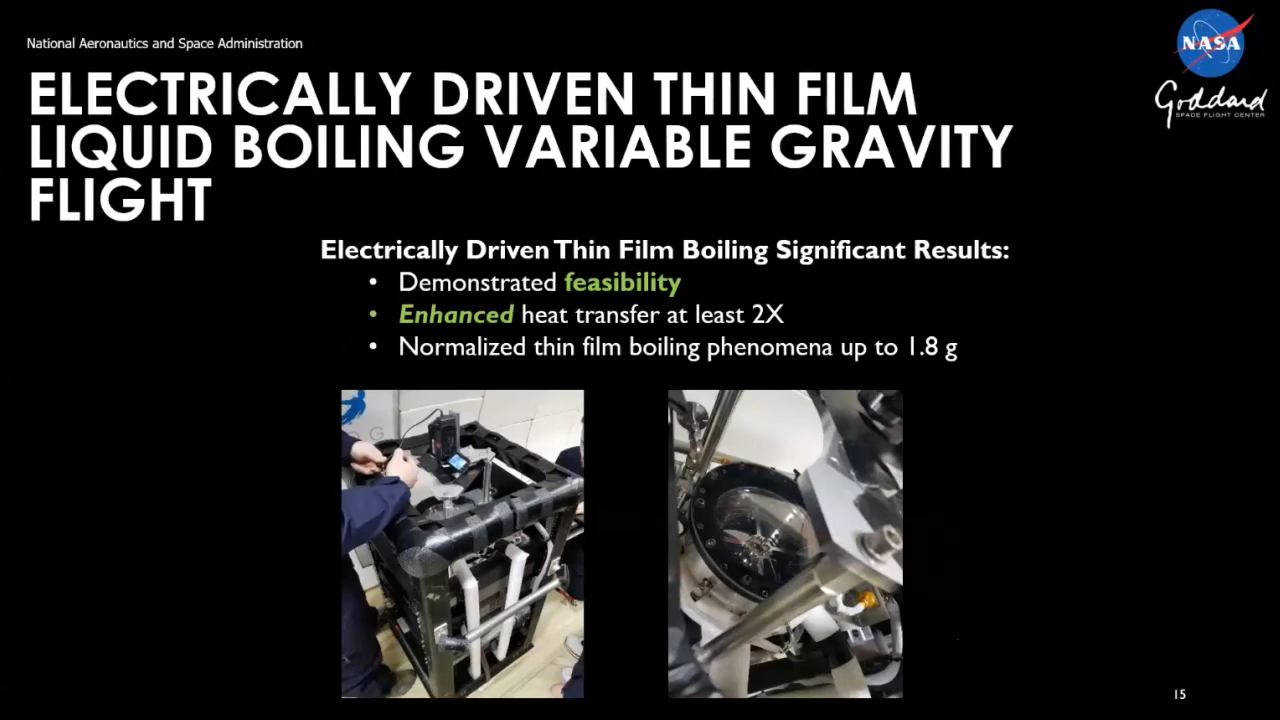 National Aeronautics and Space Administration
NASA
Goddard
SPACE FLIGHT CENTER
ELECTRICALLY DRIVEN THIN FILM
LIQUID BOILING VARIABLE GRAVITY
FLIGHT
Electrically Driven Thin Film Boiling Significant Results:
• Demonstrated feasibility
• Enhanced heat transfer at least 2X
• Normalized thin film boiling phenomena up to 1.8 g
15